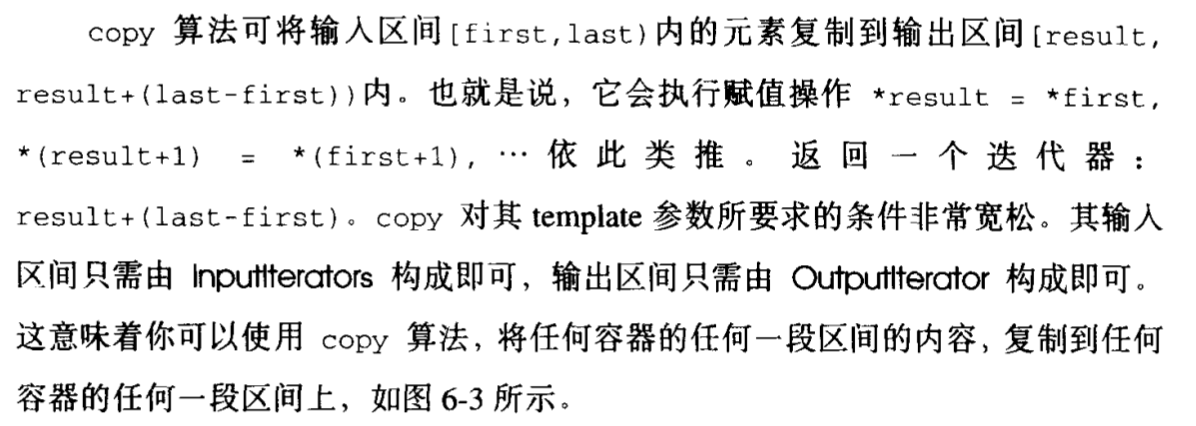 copy 算法可将输入区间[first,last)内的元素复制到输出区间[result,
result+(last-first))内。也就是说，它会执行赋值操作 *result = *first,
*(result+1) = *(first+1), … 依此类推。返回一个迭代器：
result+(last-first)。copy 对其 template 参数所要求的条件非常宽松。其输入
区间只需由 InputIterators 构成即可，输出区间只需由 OutputIterator 构成即可。
这意味着你可以使用 copy 算法，将任何容器的任何一段区间的内容，复制到任何
容器的任何一段区间上，如图 6-3 所示。